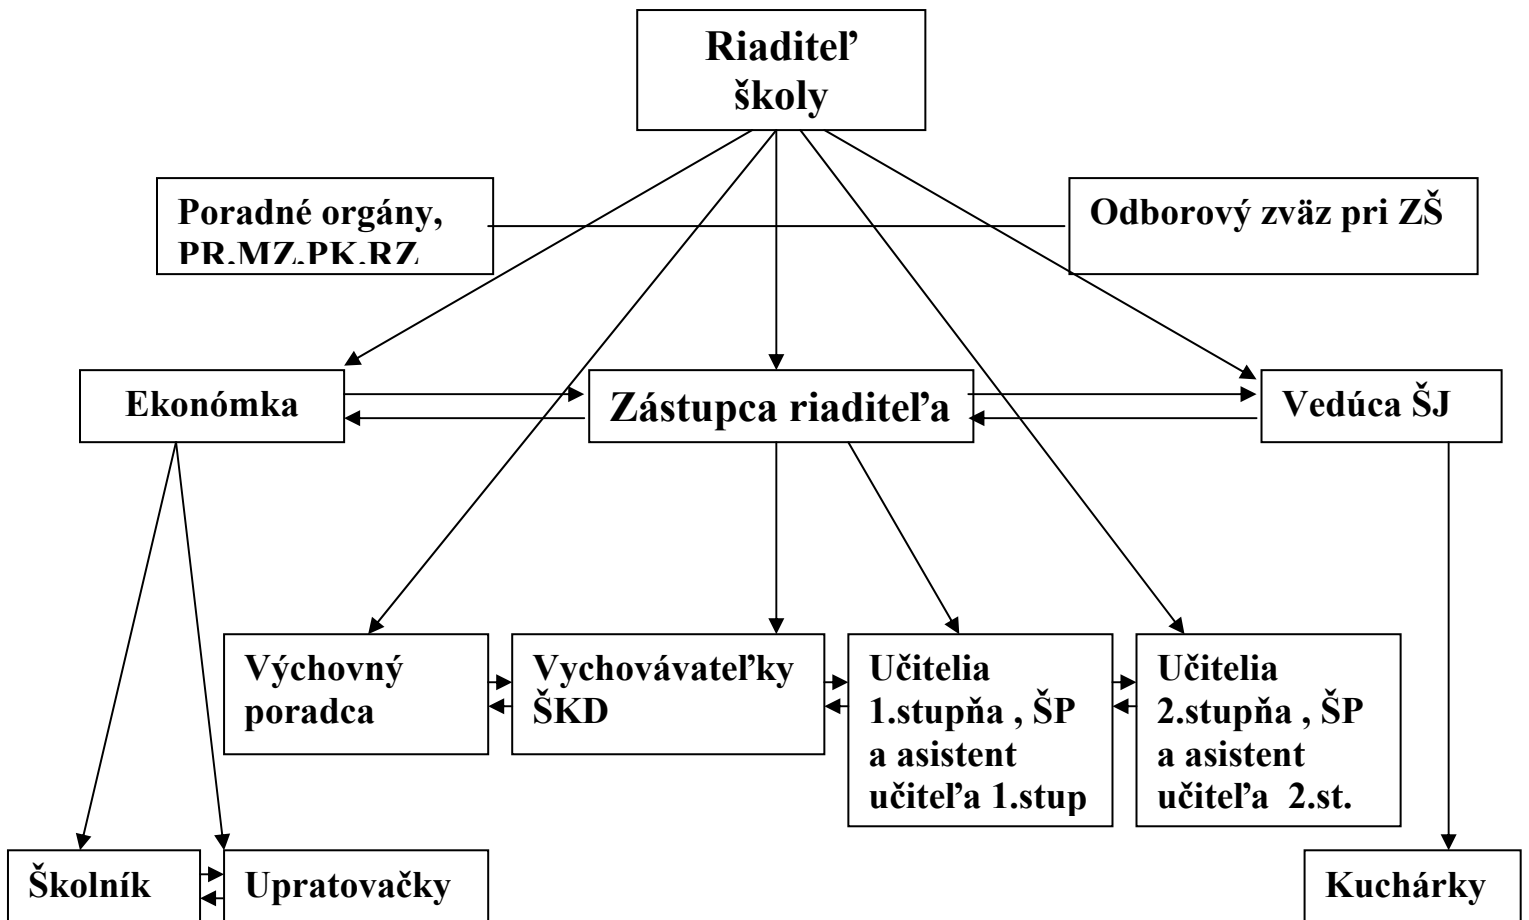 Riaditeľ
školy
Poradné orgány,
PR,MZ,PK,RZ
Odborový zväz pri ZŠ
Ekonómka
Zástupca riaditeľa
Vedúca ŠJ
Výchovný
poradca
Vychovávateľky
ŠKD
Učitelia
1.stupňa , ŠP
a asistent
učiteľa 1.stup
Učitelia
2.stupňa , ŠP
a asistent
učiteľa 2.st.
Školník
Upratovačky
Kuchárky